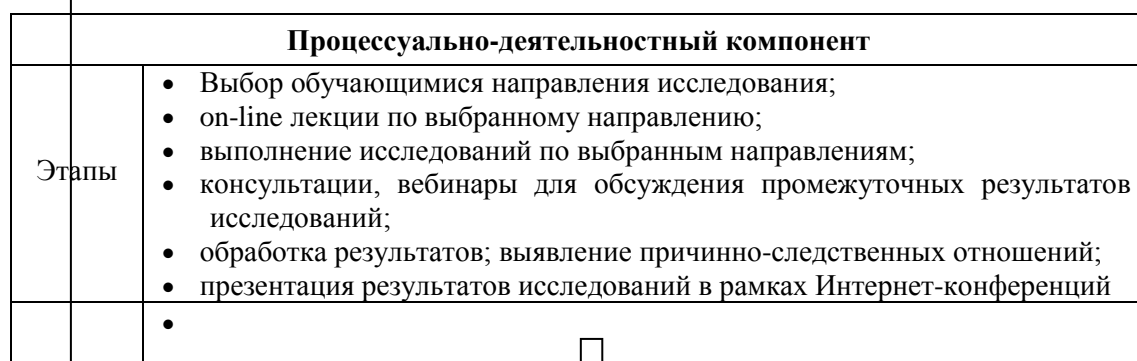 Процессуально-деятельностный компонент
Этапы
• Выбор обучающимися направления исследования;
• on-line лекции по выбранному направлению;
• выполнение исследований по выбранным направлениям;
• консультации, вебинары для обсуждения промежуточных результатов
исследований;
• обработка результатов; выявление причинно-следственных отношений;
• презентация результатов исследований в рамках Интернет-конференций
•